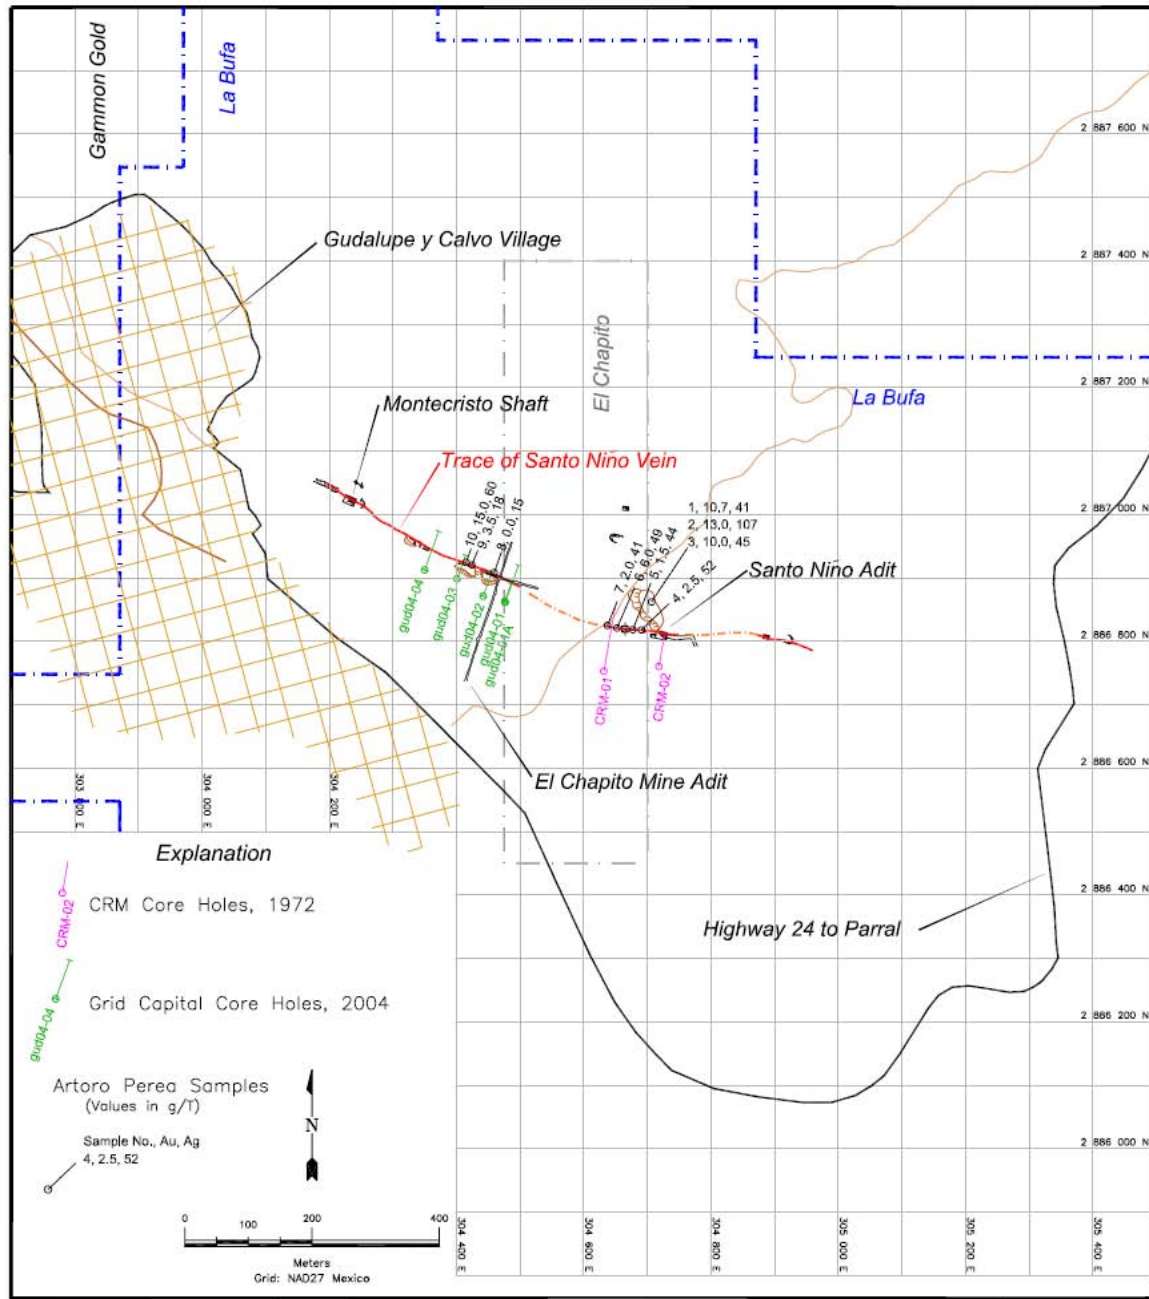 Gammon Gold
La Bufa
2 887 600 N
Gudalupe y Calvo Village
2 887 400 N
El Chapito
2 887 200 N
Montecristo Shaft
La Bufa
Trace of Santo Niño Vein
10, 15.0, 60
9, 3.5, 18
8, 0.0, 15
1, 10.7, 41
2, 13.0, 107
3, 10.0, 45
2 887 000 N
7, 2.0, 41
6, 6.0, 49
5, 1.5, 44
4, 2.5, 52
Santo Niño Adit
gud04-04
gud04-03
gud04-02
gud04-01
gud04-01A
2 886 800 N
CRM-01
CRM-02
El Chapito Mine Adit
2 886 600 N
303 800 E
304 000 E
304 200 E
Explanation
CRM-02
CRM Core Holes, 1972
2 886 400 N
Highway 24 to Parral
gud04-04
Grid Capital Core Holes, 2004
2 886 200 N
Artoro Perea Samples
(Values in g/T)
N
Sample No., Au, Ag
4, 2.5, 52
2 886 000 N
0 100 200 400
Meters
Grid: NAD27 Mexico
304 400 E
304 600 E
304 800 E
305 000 E
305 200 E
305 400 E